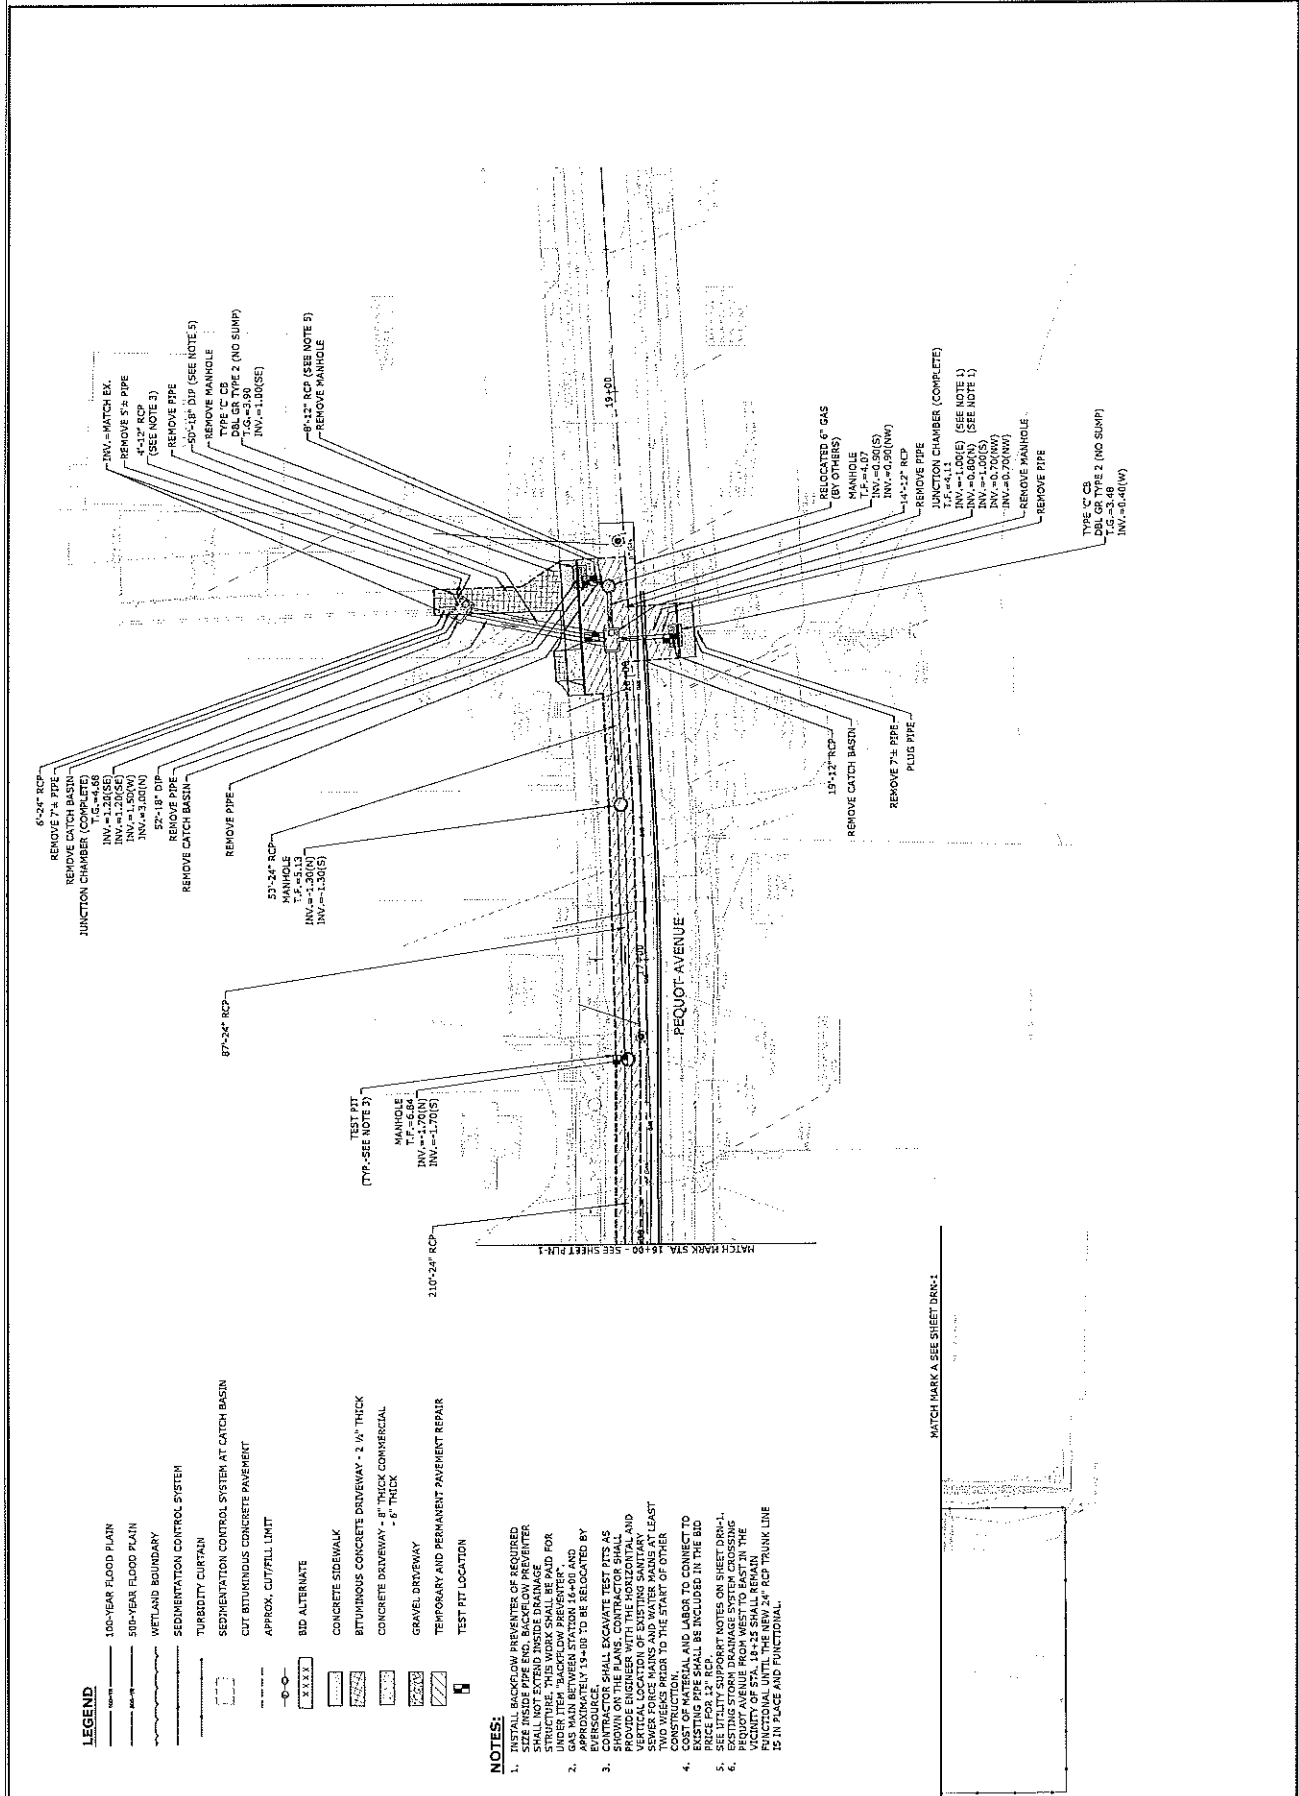 LEGEND
100-YEAR FLOOD PLAIN
500-YEAR FLOOD PLAIN
WETLAND BOUNDARY
SEDIMENTATION CONTROL SYSTEM
TURBIDITY CURTAIN
SEDIMENTATION CONTROL SYSTEM AT CATCH BASIN
CUT BITUMINOUS CONCRETE PAVEMENT
APPROX. CUT/FILL LIMIT
XXXX BID ALTERNATE
CONCRETE SIDEWALK
BITUMINOUS CONCRETE DRIVEWAY - 2 ½" THICK
CONCRETE DRIVEWAY - 8" THICK COMMERCIAL
- 6" THICK
GRAVEL DRIVEWAY
TEMPORARY AND PERMANENT PAVEMENT REPAIR
TEST PIT LOCATION
NOTES:
1. INSTALL BACKFLOW PREVENTER OF REQUIRED
SIZE INSIDE PIPE END. BACKFLOW PREVENTER
SHALL NOT EXTEND INSIDE DRAINAGE
STRUCTURE. THIS WORK SHALL BE PAID FOR
UNDER ITEM "BACKFLOW PREVENTER".
2. GAS MAIN BETWEEN STATION 16+00 AND
APPROXIMATELY 19+00 TO BE RELOCATED BY
EVERSOURCE.
3. CONTRACTOR SHALL EXCAVATE TEST PITS AS
SHOWN ON THE PLANS. CONTRACTOR SHALL
PROVIDE ENGINEER WITH THE HORIZONTAL AND
VERTICAL LOCATION OF EXISTING SANITARY
SEWER FORCE MAINS AND WATER MAINS AT LEAST
TWO WEEKS PRIOR TO THE START OF OTHER
CONSTRUCTION.
4. COST OF MATERIAL AND LABOR TO CONNECT TO
EXISTING PIPE SHALL BE INCLUDED IN THE BID
PRICE FOR 12" RCP.
5. SEE UTILITY SUPPORT NOTES ON SHEET DRN-1.
6. EXISTING STORM DRAINAGE SYSTEM CROSSING
PEQUOT AVENUE FROM WEST TO EAST IN THE
VICINITY OF STA. 18+25 SHALL REMAIN
FUNCTIONAL UNTIL THE NEW 24" RCP TRUNK LINE
IS IN PLACE AND FUNCTIONAL.
210'-24" RCP
MANHOLE
T.F.=6.84
INV.=-1.70(N)
INV.=-1.70(S)
TEST PIT
(TYP.-SEE NOTE 3)
87'-24" RCP
53'-24" RCP
MANHOLE
T.F.=5.13
INV.=-1.30(N)
INV.=-1.30(S)
REMOVE PIPE
6'-24" RCP
REMOVE 7'± PIPE
REMOVE CATCH BASIN
JUNCTION CHAMBER (COMPLETE)
T.G.=4.68
INV.=1.20(SE)
INV.=1.20(SE)
INV.=1.50(W)
INV.=3.00(N)
52'-18" DIP
REMOVE PIPE
REMOVE CATCH BASIN
INV.=MATCH EX.
REMOVE 5'± PIPE
4'-12" RCP
(SEE NOTE 3)
REMOVE PIPE
50'-18" DIP (SEE NOTE 5)
REMOVE MANHOLE
TYPE 'C' CB
DBL GR TYPE 2 (NO SUMP)
T.G.=3.90
INV.=1.00(SE)
12" RCP (SEE NOTE 5)
REMOVE MANHOLE
PEQUOT AVENUE
17+00
18+00
19+00
MATCH MARK STA. 16+00 - SEE SHEET PLN-1
19'-12" RCP
REMOVE CATCH BASIN
REMOVE 7'± PIPE
PLUG PIPE
RELOCATED 6" GAS
(BY OTHERS)
MANHOLE
T.F.=4.07
INV.=0.90(S)
INV.=0.90(NW)
14'-12" RCP
REMOVE PIPE
JUNCTION CHAMBER (COMPLETE)
T.F.=4.11
INV.=-1.00(E) (SEE NOTE 1)
INV.=0.80(N) (SEE NOTE 1)
INV.=-1.00(S)
INV.=0.70(NW)
INV.=0.70(NW)
REMOVE MANHOLE
REMOVE PIPE
TYPE 'C' CB
DBL GR TYPE 2 (NO SUMP)
T.G.=3.48
INV.=0.40(W)
MATCH MARK A SEE SHEET DRN-1